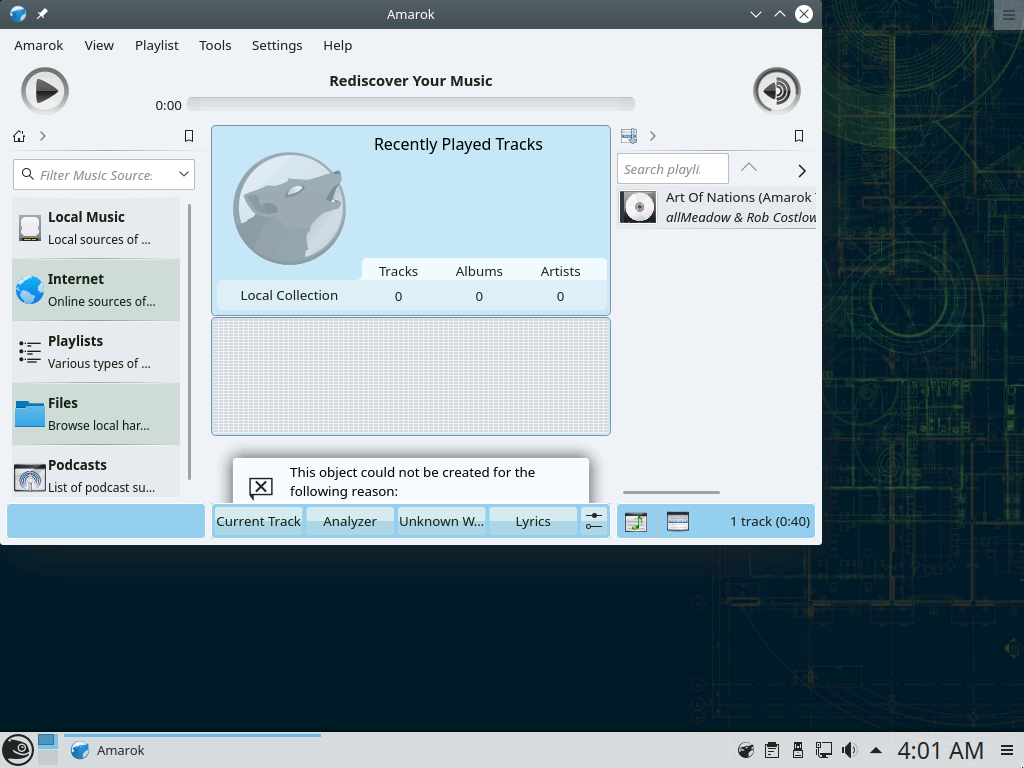 Amarok
Amarok View Playlist Tools Settings Help
Rediscover Your Music
0:00
Recently Played Tracks
Tracks Albums Artists
Local Collection 0 0 0
Filter Music Source:
Local Music
Local sources of ...
Internet
Online sources of...
Playlists
Various types of ...
Files
Browse local har...
Podcasts
List of podcast su...
Search playli
Art Of Nations (Amarok
allMeadow & Rob Costlow
This object could not be created for the
following reason:
Current Track Analyzer Unknown W... Lyrics
1 track (0:40)
Amarok
4:01 AM